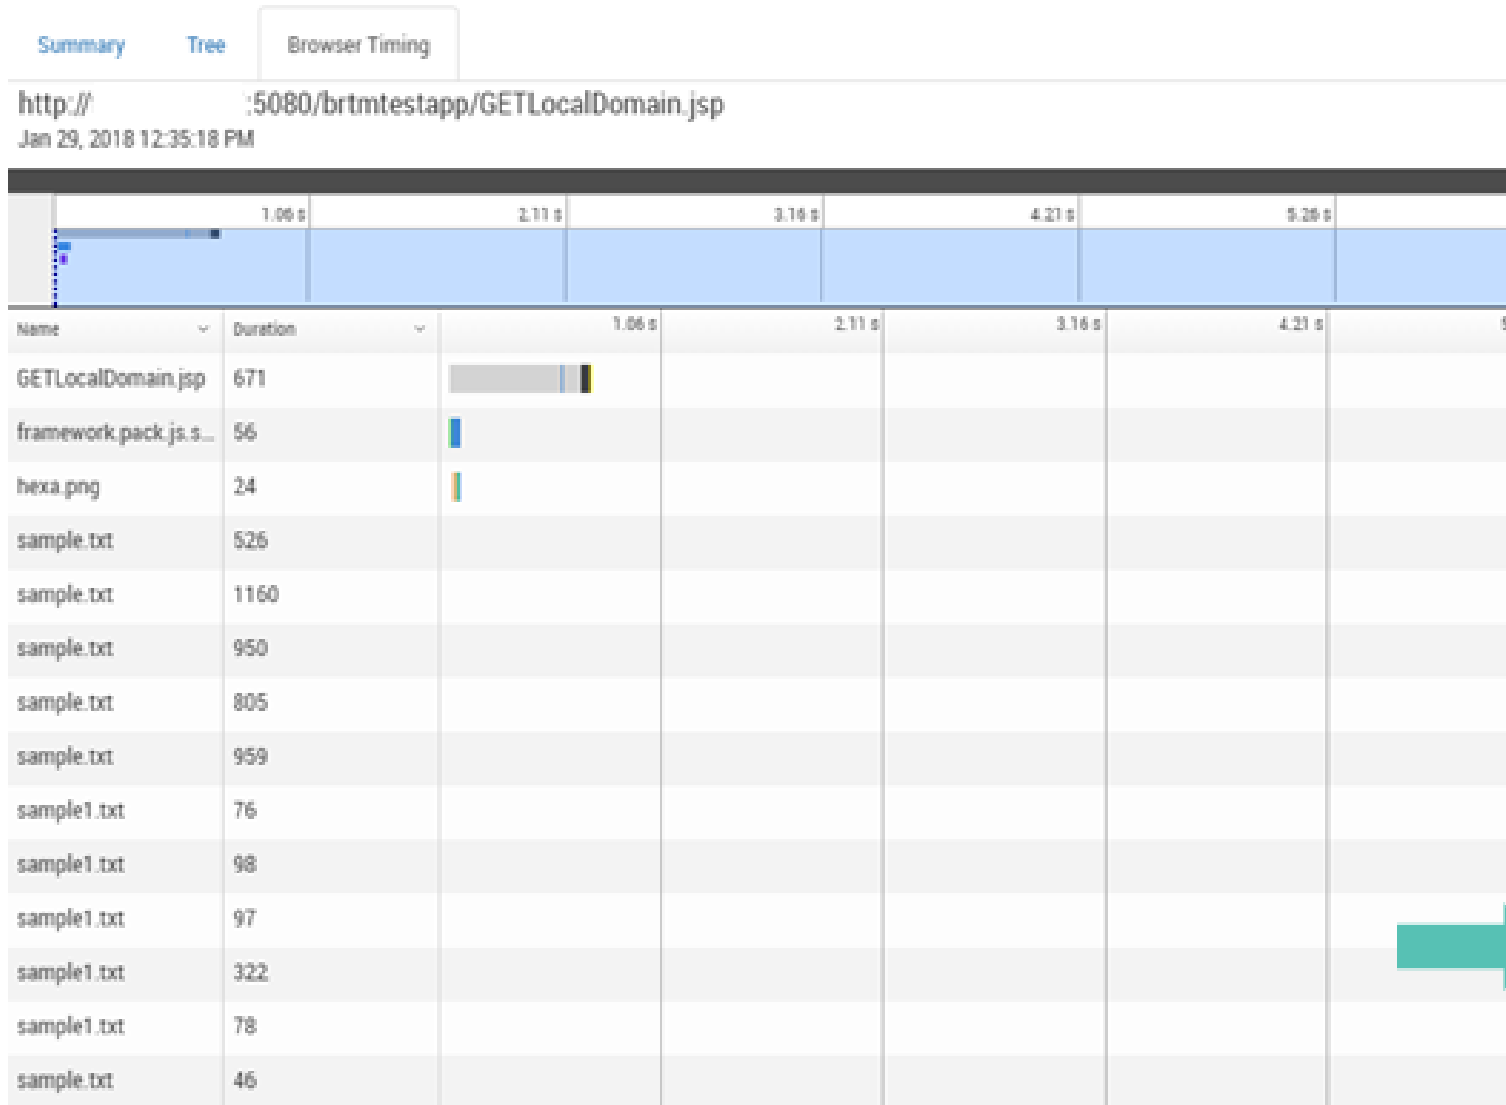 Summary Tree Browser Timing
http:// :5080/brtmtestapp/GETLocalDomain.jsp
Jan 29, 2018 12:35:18 PM
1.06 s 2.11 s 3.16 s 4.21 s 5.26 s
Name Duration 1.06 s 2.11 s 3.16 s 4.21 s
GETLocalDomain.jsp 671
framework.pack.js.s... 56
hexa.png 24
sample.txt 526
sample.txt 1160
sample.txt 950
sample.txt 805
sample.txt 959
sample1.txt 76
sample1.txt 98
sample1.txt 97
sample1.txt 322
sample1.txt 78
sample.txt 46